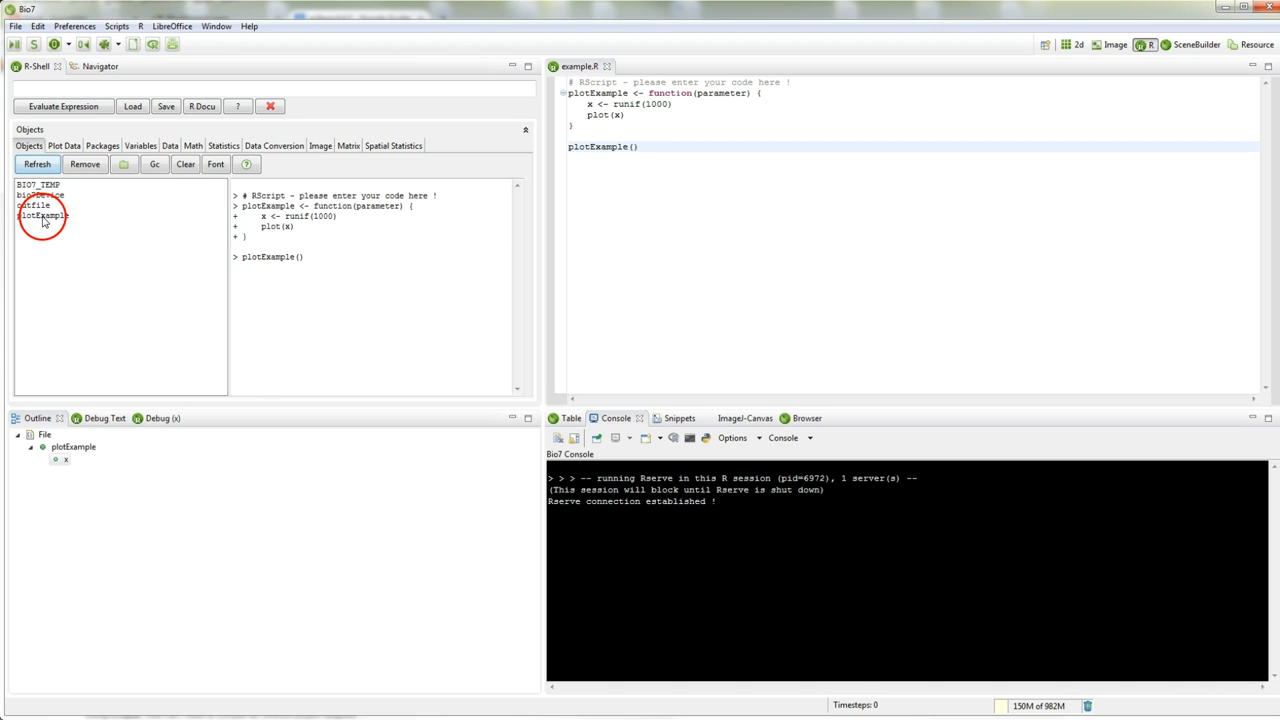 Bio7
File Edit Preferences Scripts R LibreOffice Window Help
2d Image R SceneBuilder Resource
R-Shell Navigator
Evaluate Expression Load Save R Docu ?
Objects
Objects Plot Data Packages Variables Data Math Statistics Data Conversion Image Matrix Spatial Statistics
Refresh Remove Gc Clear Font
BIO7_TEMP
bio7Device
outfile
plotExample
> # RScript - please enter your code here !
> plotExample <- function(parameter) {
+ x <- runif(1000)
+ plot(x)
+ }
> plotExample()
example.R
# RScript - please enter your code here !
plotExample <- function(parameter) {
x <- runif(1000)
plot(x)
}
plotExample()
Outline Debug Text Debug (x)
File
plotExample
x
Table Console Snippets ImageJ-Canvas Browser
Options Console
Bio7 Console
> > > -- running Rserve in this R session (pid=6972), 1 server(s) --
(This session will block until Rserve is shut down)
Rserve connection established !
Timesteps: 0 150M of 982M